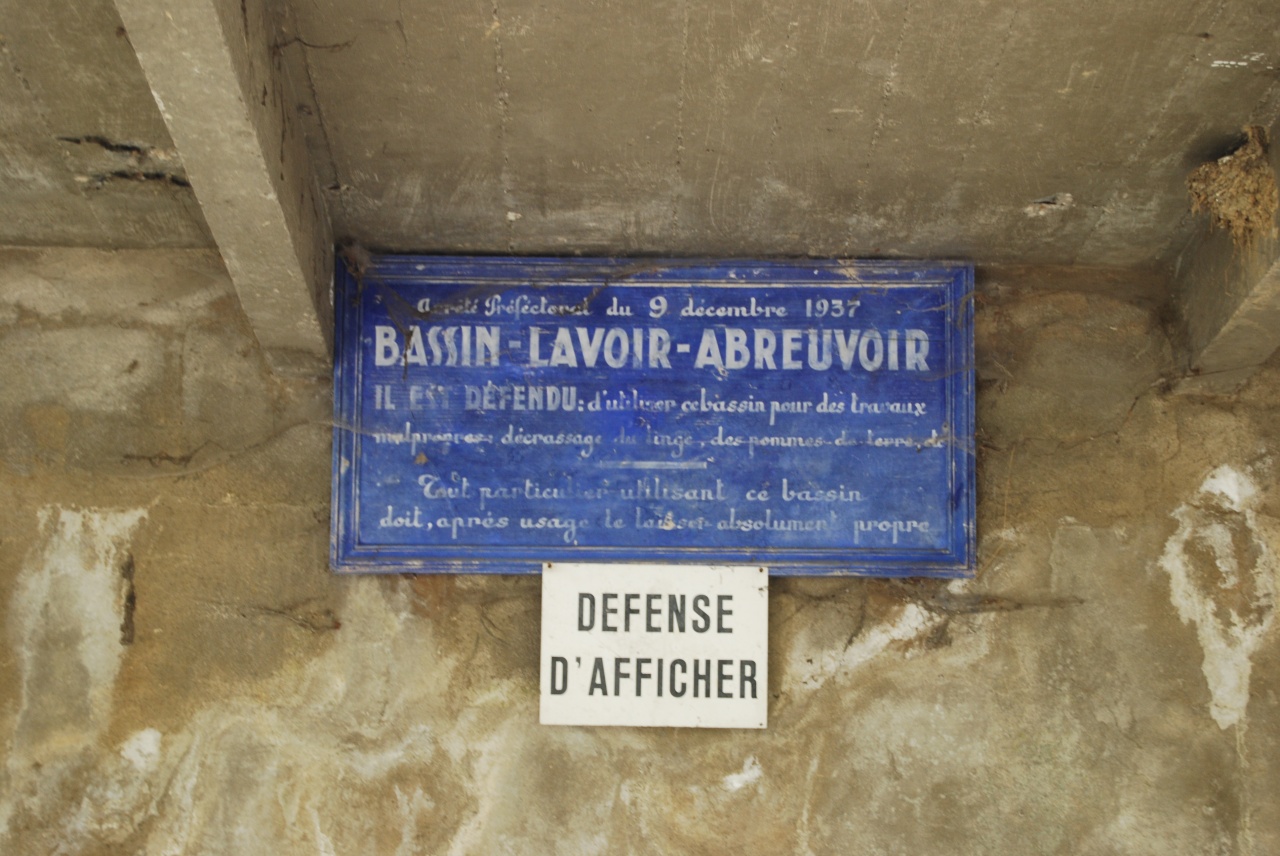 Arrêté Préféctoral du 9 décembre 1937
BASSIN - LAVOIR - ABREUVOIR
IL EST DÉFENDU: d'utiliser ce bassin pour des travaux
malpropres, décrassage du linge, des pommes de terre, etc
Tout particulier utilisant ce bassin
doit, aprés usage le laisser absolument propre
DEFENSE
D'AFFICHER